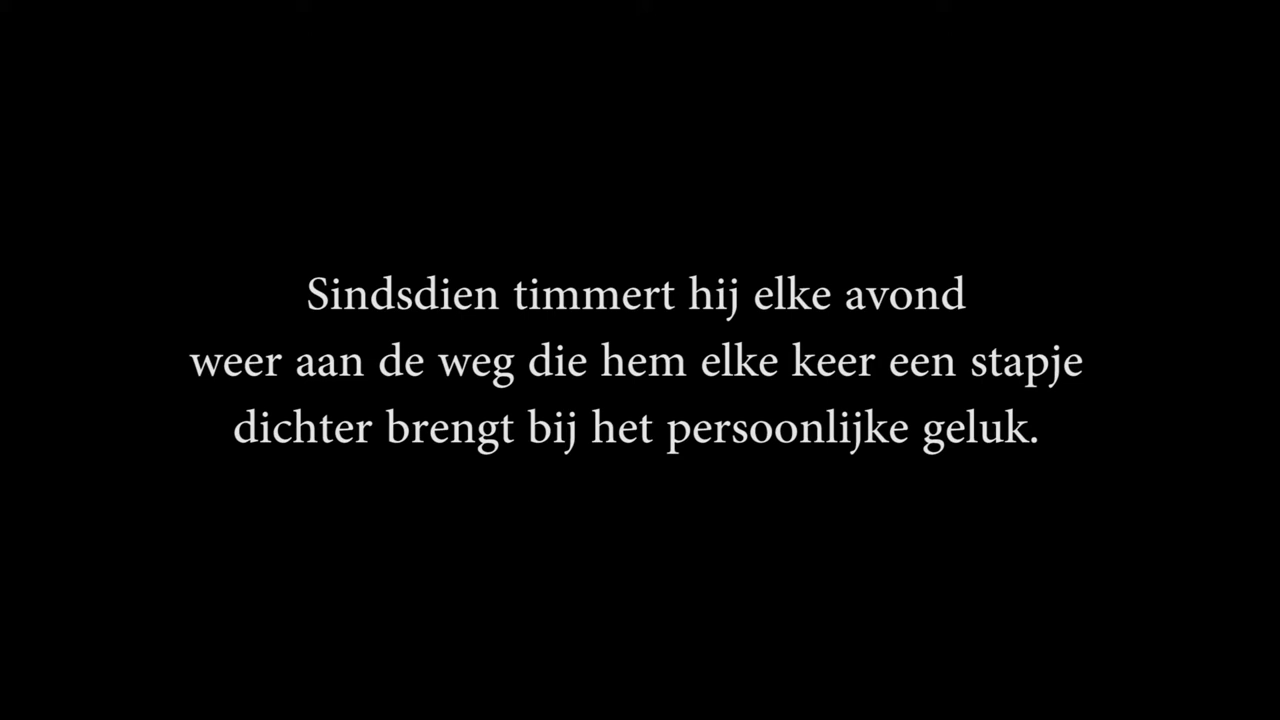 Sindsdien timmert hij elke avond
weer aan de weg die hem elke keer een stapje
dichter brengt bij het persoonlijke geluk.